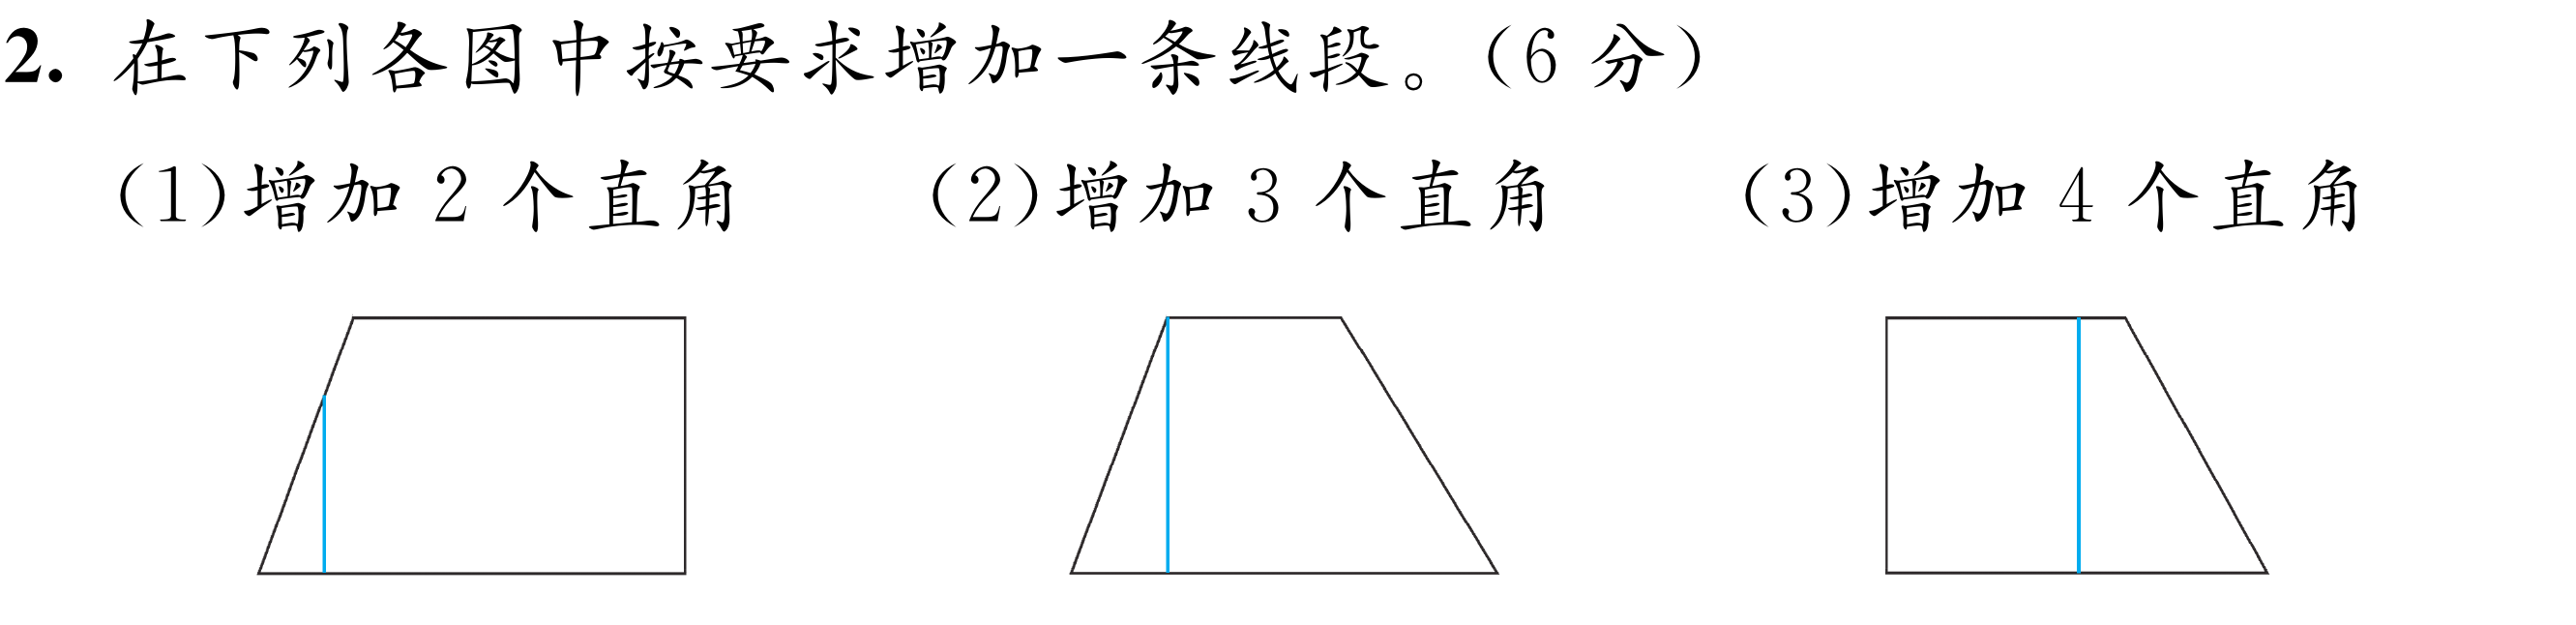 2. 在下列各图中按要求增加一条线段。(6 分)
(1)增加 2 个直角 (2)增加 3 个直角 (3)增加 4 个直角